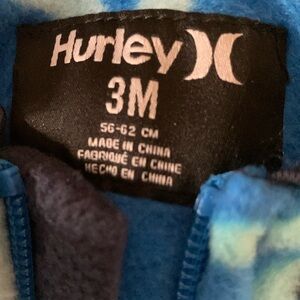 Hurley
3M
56-62 CM
MADE IN CHINA
FABRIQUÉ EN CHINE
HECHO EN CHINA